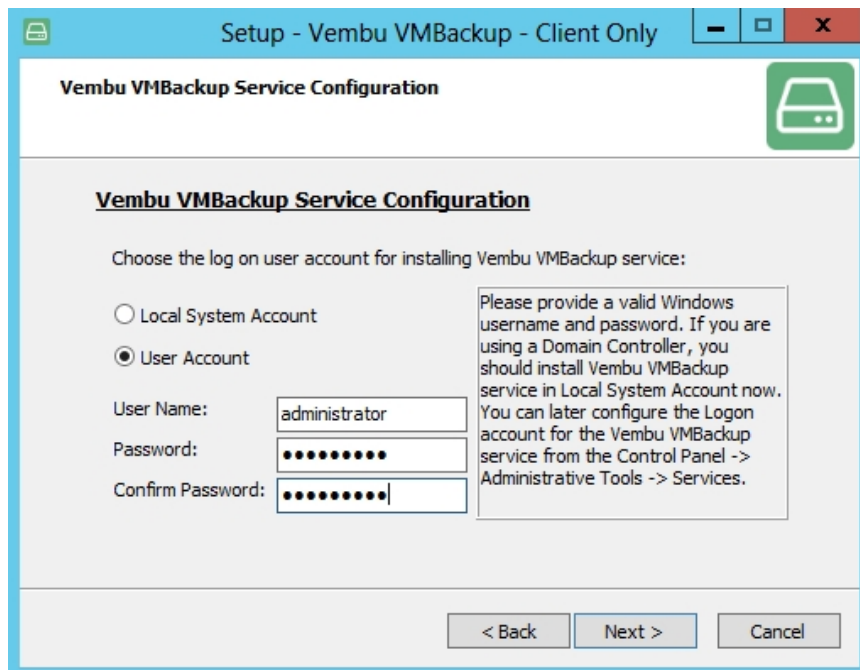 Setup - Vembu VMBackup - Client Only
Vembu VMBackup Service Configuration
Vembu VMBackup Service Configuration
Choose the log on user account for installing Vembu VMBackup service:
Local System Account
User Account
User Name:
administrator
Password:
●●●●●●●●●
Confirm Password:
●●●●●●●●●
Please provide a valid Windows
username and password. If you are
using a Domain Controller, you
should install Vembu VMBackup
service in Local System Account now.
You can later configure the Logon
account for the Vembu VMBackup
service from the Control Panel ->
Administrative Tools -> Services.
< Back
Next >
Cancel